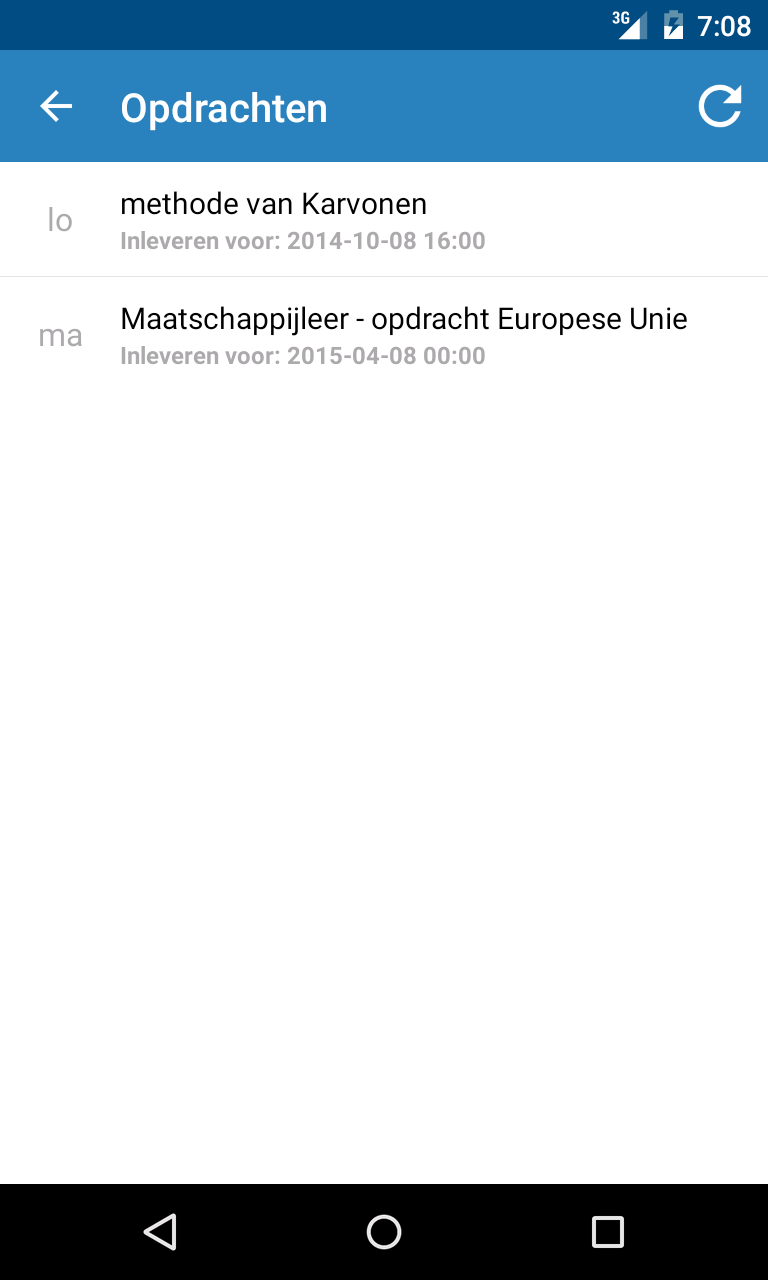 3G 7:08
Opdrachten
lo
methode van Karvonen
Inleveren voor: 2014-10-08 16:00
ma
Maatschappijleer - opdracht Europese Unie
Inleveren voor: 2015-04-08 00:00